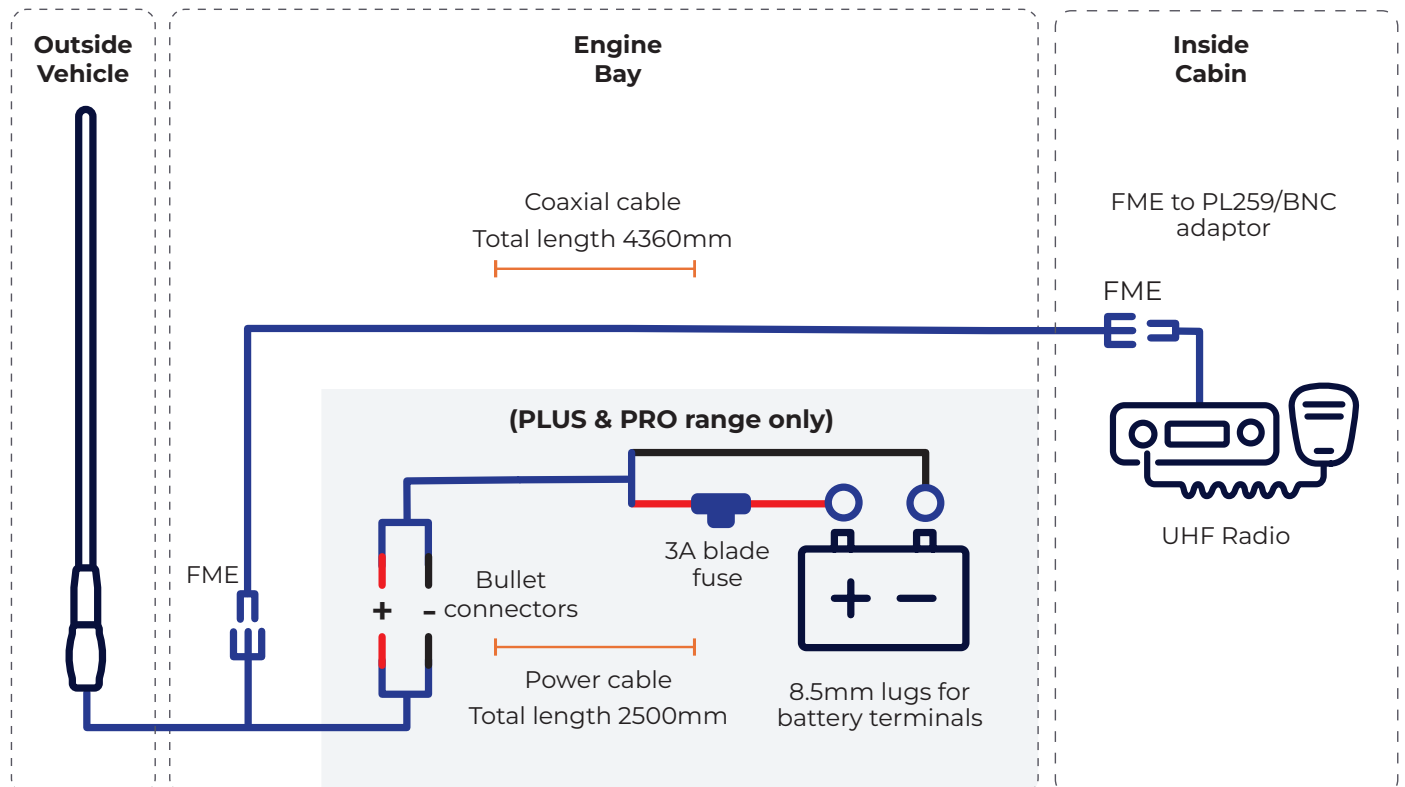 Outside
Vehicle
Engine
Bay
Inside
Cabin
Coaxial cable
Total length 4360mm
FME to PL259/BNC
adaptor
FME
(PLUS & PRO range only)
3A blade
fuse
UHF Radio
FME
Bullet
connectors
+
-
+ −
Power cable
Total length 2500mm
8.5mm lugs for
battery terminals